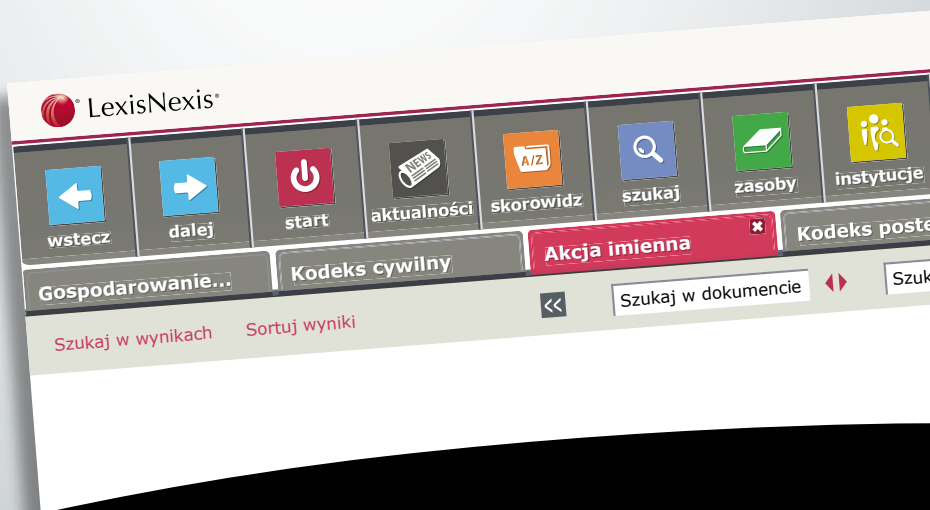 LexisNexis®
wstecz
dalej
start
NEWS
aktualności
A/Z
skorowidz
szukaj
zasoby
instytucje
Gospodarowanie...
Kodeks cywilny
Akcja imienna
Kodeks poste
Szukaj w wynikach
Sortuj wyniki
Szukaj w dokumencie
Szuk